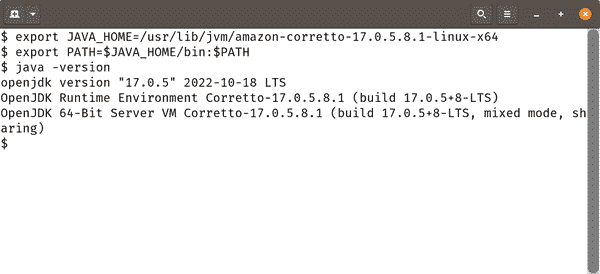 $ export JAVA_HOME=/usr/lib/jvm/amazon-corretto-17.0.5.8.1-linux-x64
$ export PATH=$JAVA_HOME/bin:$PATH
$ java -version
openjdk version "17.0.5" 2022-10-18 LTS
OpenJDK Runtime Environment Corretto-17.0.5.8.1 (build 17.0.5+8-LTS)
OpenJDK 64-Bit Server VM Corretto-17.0.5.8.1 (build 17.0.5+8-LTS, mixed mode, sh
aring)
$